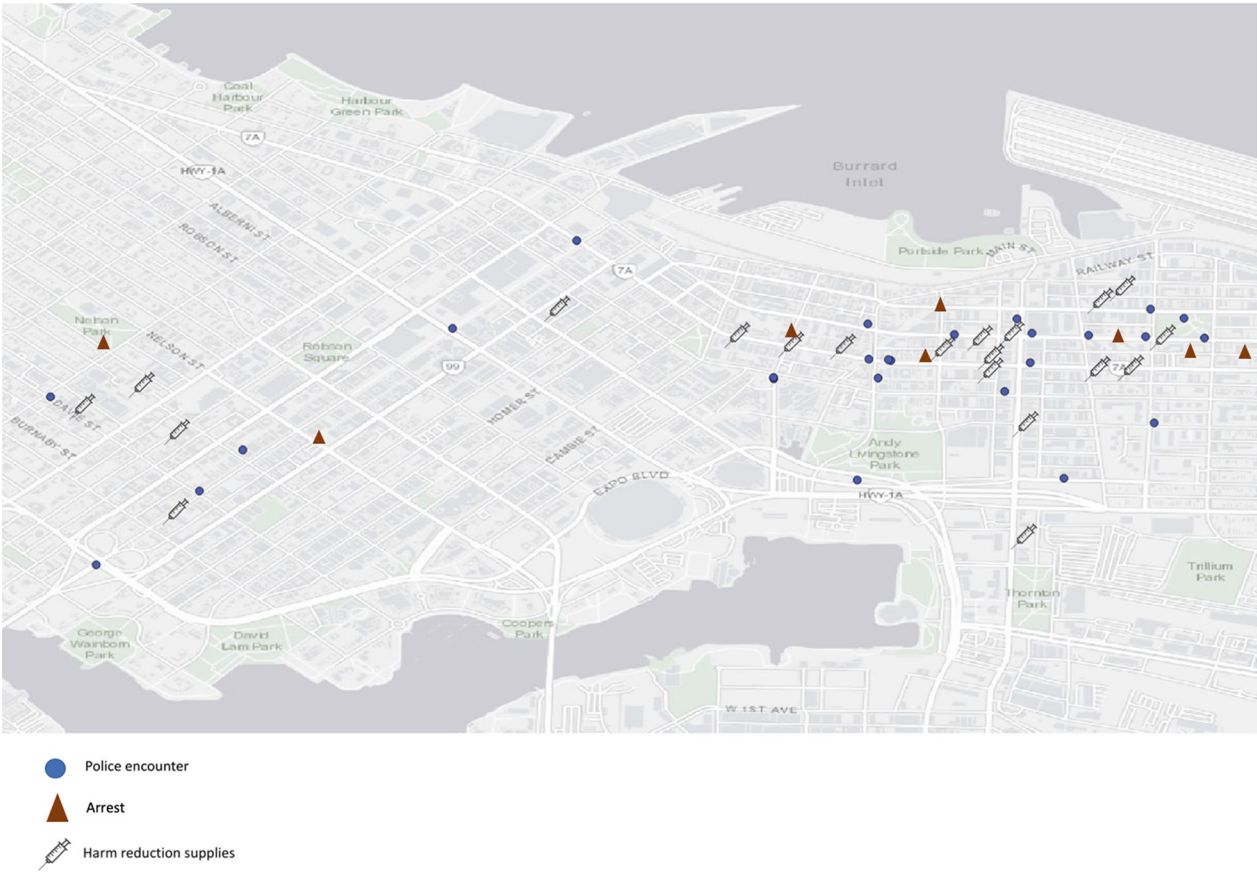 Coal
Harbour
Park
Harbour
Green Park
7A
HWY-1A
Burrard
Inlet
ALBERNI ST
ROBSON ST
Portside Park
MAIN ST
RAILWAY ST
7A
Nelson
Park
NELSON ST
Robson
Square
99
7A
DAVIE ST
BURNABY ST
HOMER ST
CAMBIE ST
Andy
Livingstone
Park
EXPO BLVD
HWY-1A
Trillium
Park
Thornton
Park
George
Wainborn
Park
David
Lam Park
Coopers
Park
W 1ST AVE
Police encounter
Arrest
Harm reduction supplies